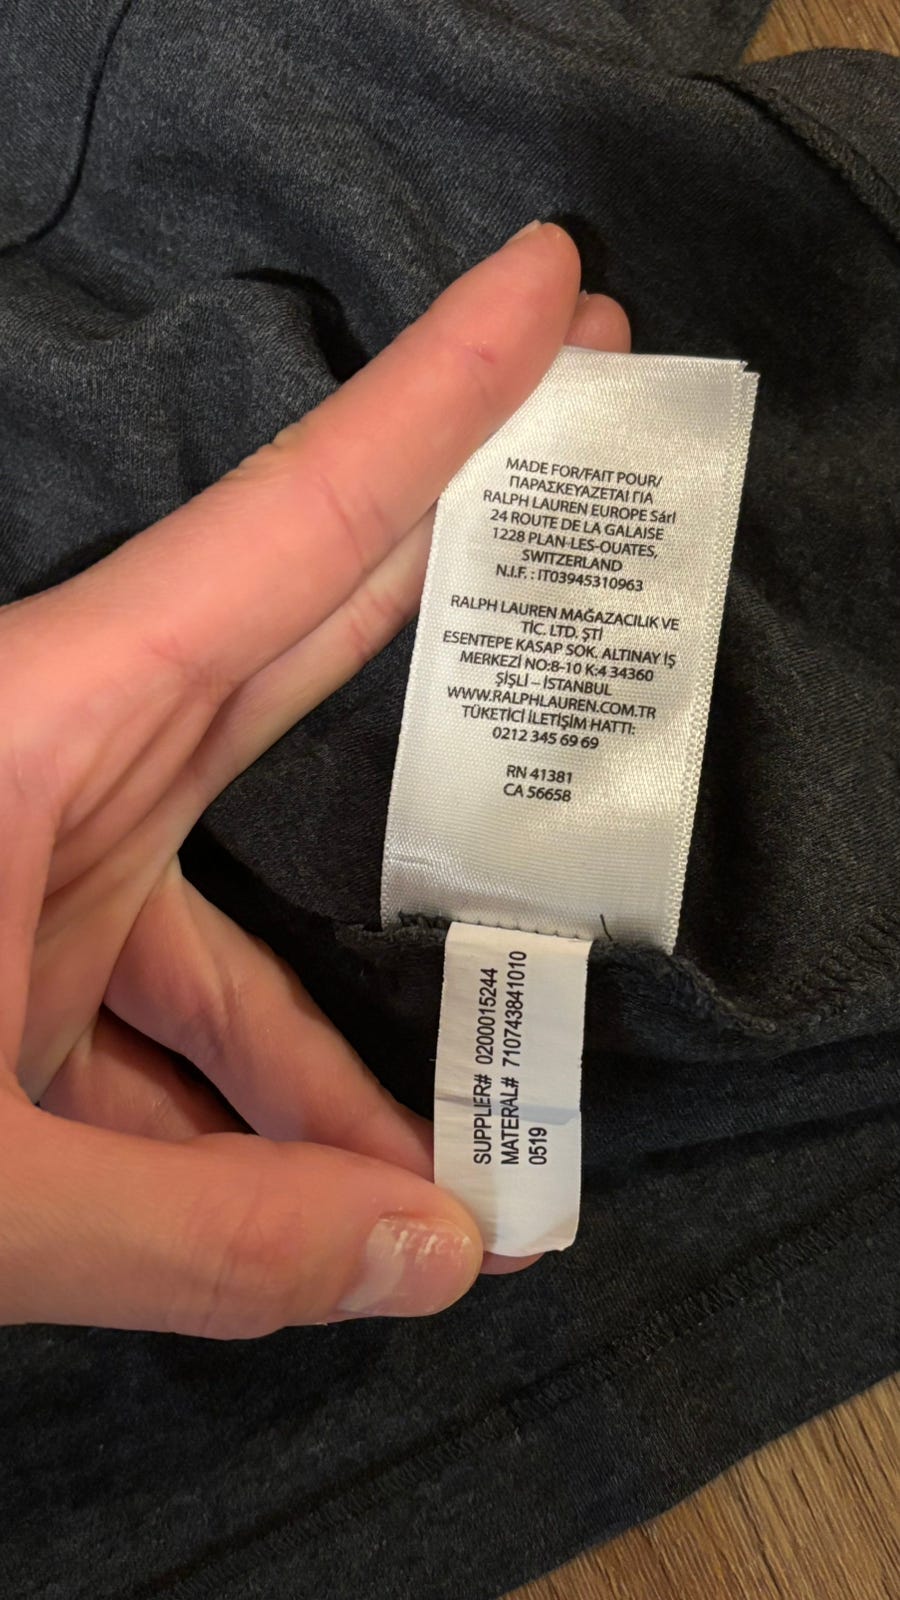 MADE FOR/FAIT POUR/
ΠΑΡΑΣΚΕΥΑΖΕΤΑΙ ΓΙΑ
RALPH LAUREN EUROPE Sárl
24 ROUTE DE LA GALAISE
1228 PLAN-LES-OUATES,
SWITZERLAND
N.I.F. : IT03945310963
RALPH LAUREN MAĞAZACILIK VE
TİC. LTD. ŞTİ
ESENTEPE KASAP SOK. ALTINAY İŞ
MERKEZİ NO:8-10 K:4 34360
ŞİŞLİ – İSTANBUL
WWW.RALPHLAUREN.COM.TR
TÜKETİCİ İLETİŞİM HATTI:
0212 345 69 69
RN 41381
CA 56658
SUPPLIER# 0200015244
MATERAL# 710743841010
0519